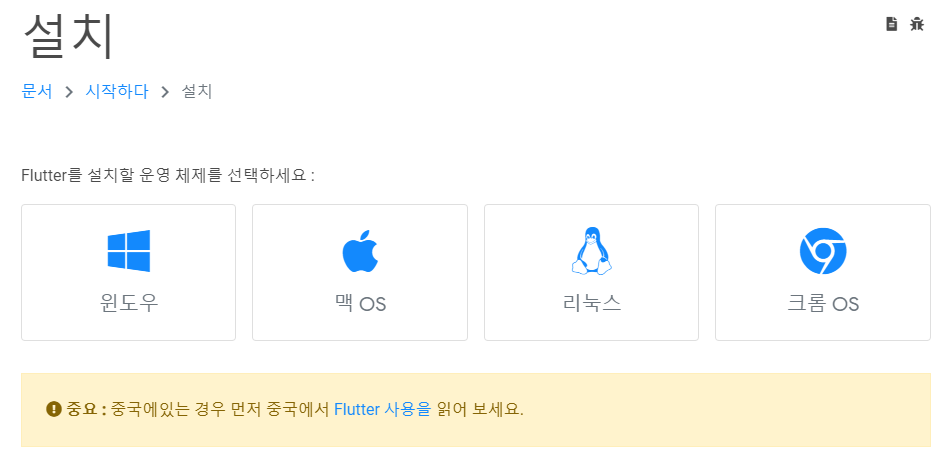 설치
문서 > 시작하다 > 설치
Flutter를 설치할 운영 체제를 선택하세요 :
윈도우
맥 OS
리눅스
크롬 OS
중요 : 중국에있는 경우 먼저 중국에서 Flutter 사용을 읽어 보세요.